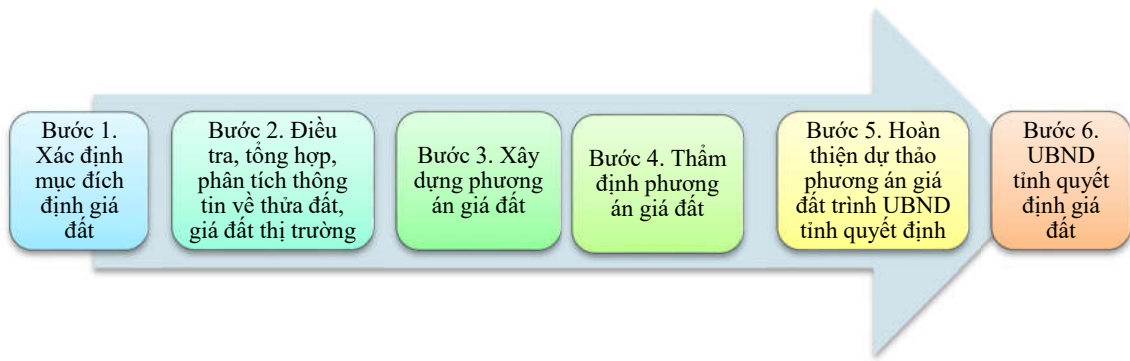 Bước 1.
Xác định
mục đích
định giá
đất
Bước 2. Điều
tra, tổng hợp,
phân tích thông
tin về thửa đất,
giá đất thị trường
Bước 3. Xây
dựng phương
án giá đất
Bước 4. Thẩm
định phương
án giá đất
Bước 5. Hoàn
thiện dự thảo
phương án giá
đất trình UBND
tỉnh quyết định
Bước 6.
UBND
tỉnh quyết
định giá
đất